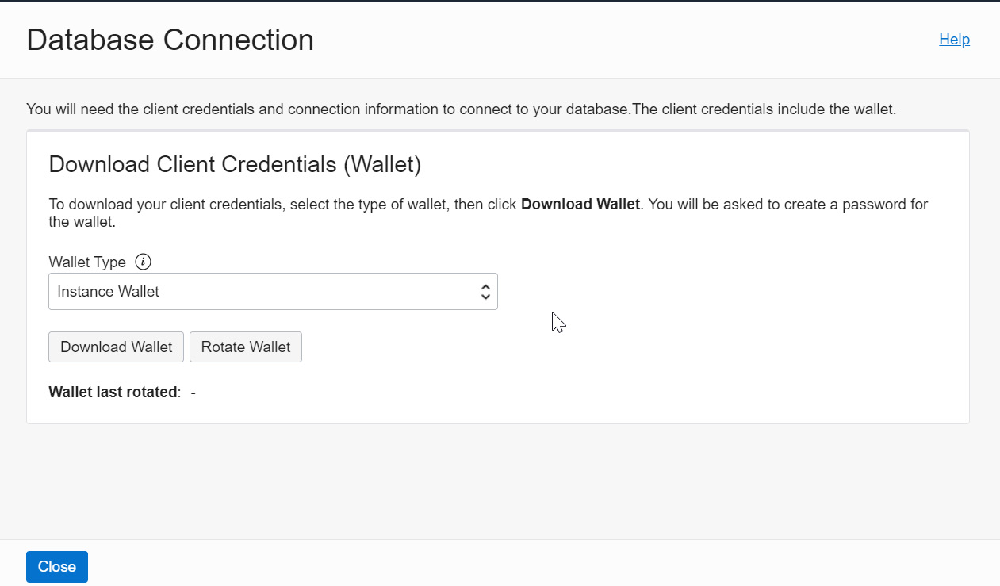 Database Connection
Help
You will need the client credentials and connection information to connect to your database.The client credentials include the wallet.
Download Client Credentials (Wallet)
To download your client credentials, select the type of wallet, then click Download Wallet. You will be asked to create a password for
the wallet.
Wallet Type
Instance Wallet
Download Wallet
Rotate Wallet
Wallet last rotated: -
Close